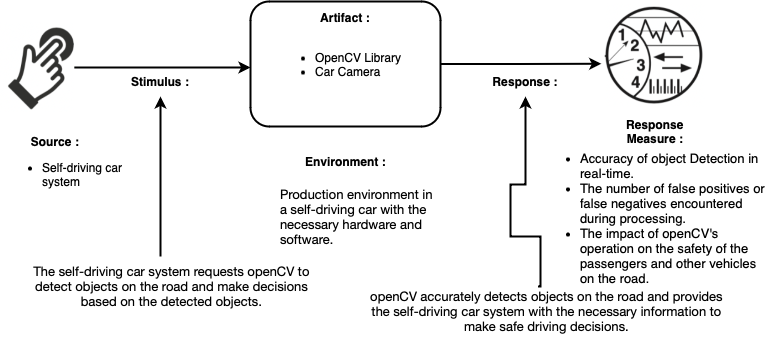 Artifact :
• OpenCV Library
• Car Camera
Stimulus :
Response :
1
2
3
4
Source :
• Self-driving car
system
Environment :
Production environment in
a self-driving car with the
necessary hardware and
software.
Response
Measure :
• Accuracy of object Detection in
real-time.
• The number of false positives or
false negatives encountered
during processing.
• The impact of openCV's
operation on the safety of the
passengers and other vehicles
on the road.
The self-driving car system requests openCV to
detect objects on the road and make decisions
based on the detected objects.
openCV accurately detects objects on the road and provides
the self-driving car system with the necessary information to
make safe driving decisions.